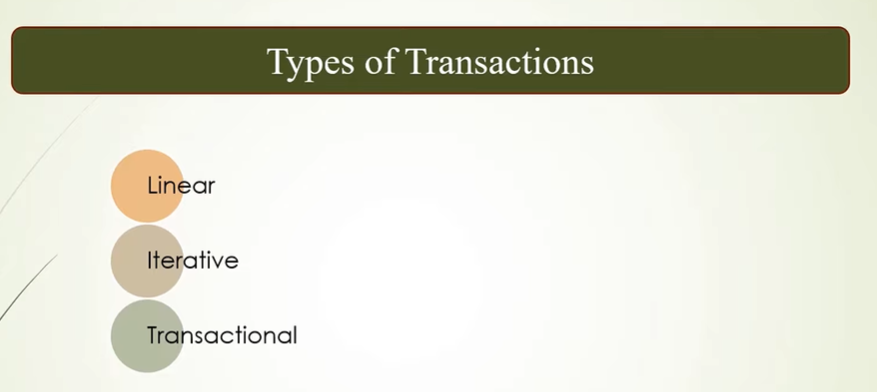 Types of Transactions
Linear
Iterative
Transactional